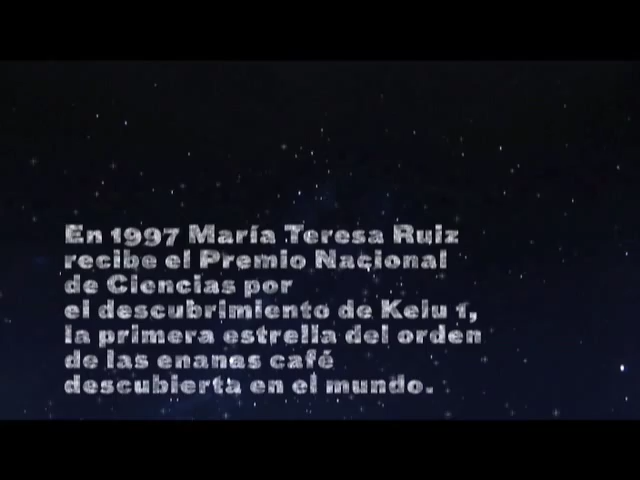 En 1997 María Teresa Ruiz
recibe el Premio Nacional
de Ciencias por
el descubrimiento de Kelu 1,
la primera estrella del orden
de las enanas café
descubierta en el mundo.